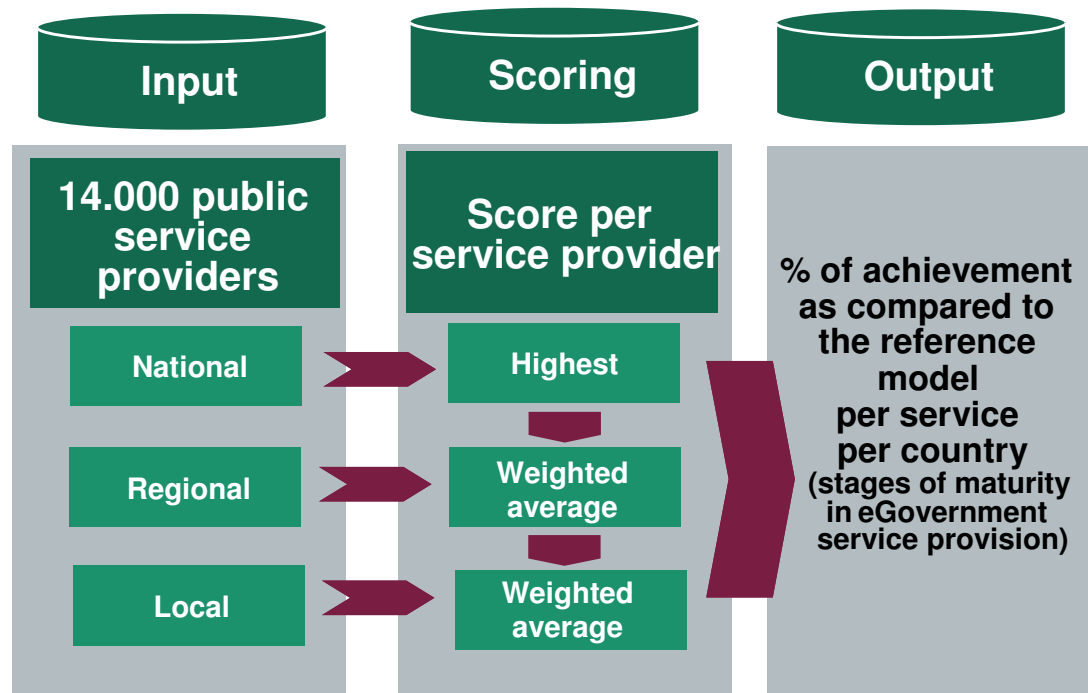 Input
14.000 public
service
providers
National
Regional
Local
Scoring
Score per
service provider
Highest
Weighted
average
Weighted
average
Output
% of achievement
as compared to
the reference
model
per service
per country
(stages of maturity
in eGovernment
service provision)